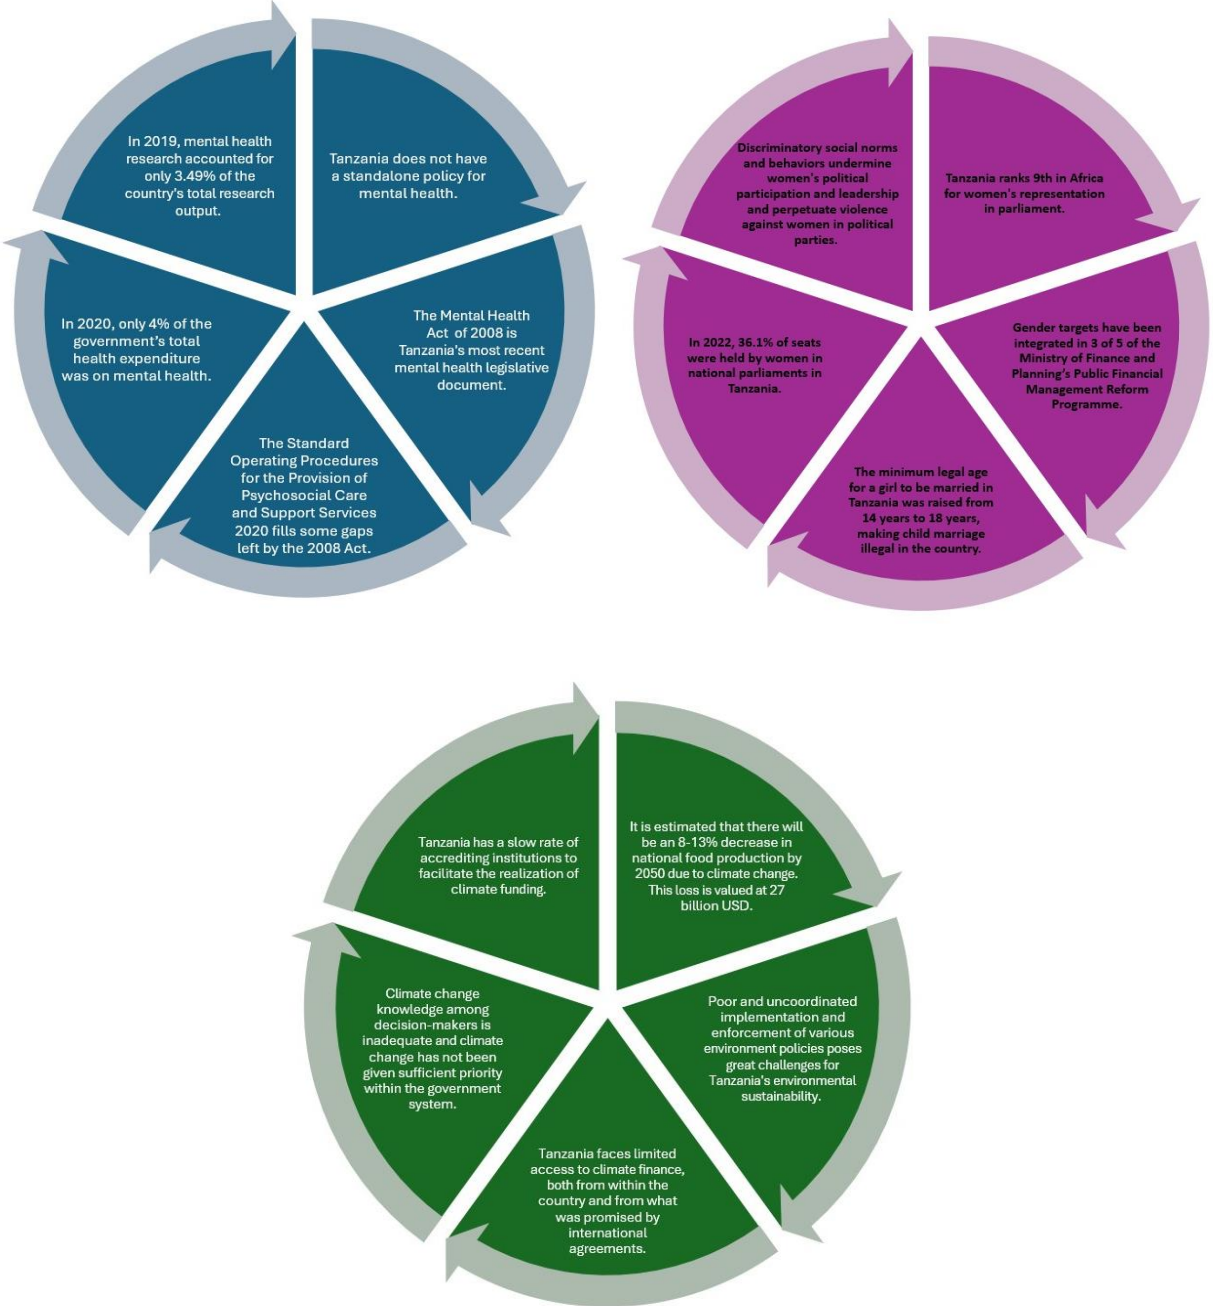 In 2019, mental health
research accounted for
only 3.49% of the
country's total research
output.
Tanzania does not have
a standalone policy for
mental health.
The Mental Health
Act of 2008 is
Tanzania's most recent
mental health legislative
document.
The Standard
Operating Procedures
for the Provision of
Psychosocial Care
and Support Services
2020 fills some gaps
left by the 2008 Act.
In 2020, only 4% of the
government's total
health expenditure
was on mental health.
Discriminatory social norms
and behaviors undermine
women's political
participation and leadership
and perpetuate violence
against women in political
parties.
Tanzania ranks 9th in Africa
for women's representation
in parliament.
Gender targets have been
integrated in 3 of 5 of the
Ministry of Finance and
Planning's Public Financial
Management Reform
Programme.
The minimum legal age
for a girl to be married in
Tanzania was raised from
14 years to 18 years,
making child marriage
illegal in the country.
In 2022, 36.1% of seats
were held by women in
national parliaments in
Tanzania.
Tanzania has a slow rate of
accrediting institutions to
facilitate the realization of
climate funding.
It is estimated that there will
be an 8-13% decrease in
national food production by
2050 due to climate change.
This loss is valued at 27
billion USD.
Poor and uncoordinated
implementation and
enforcement of various
environment policies poses
great challenges for
Tanzania's environmental
sustainability.
Tanzania faces limited
access to climate finance,
both from within the
country and from what
was promised by
international
agreements.
Climate change
knowledge among
decision-makers is
inadequate and climate
change has not been
given sufficient priority
within the government
system.